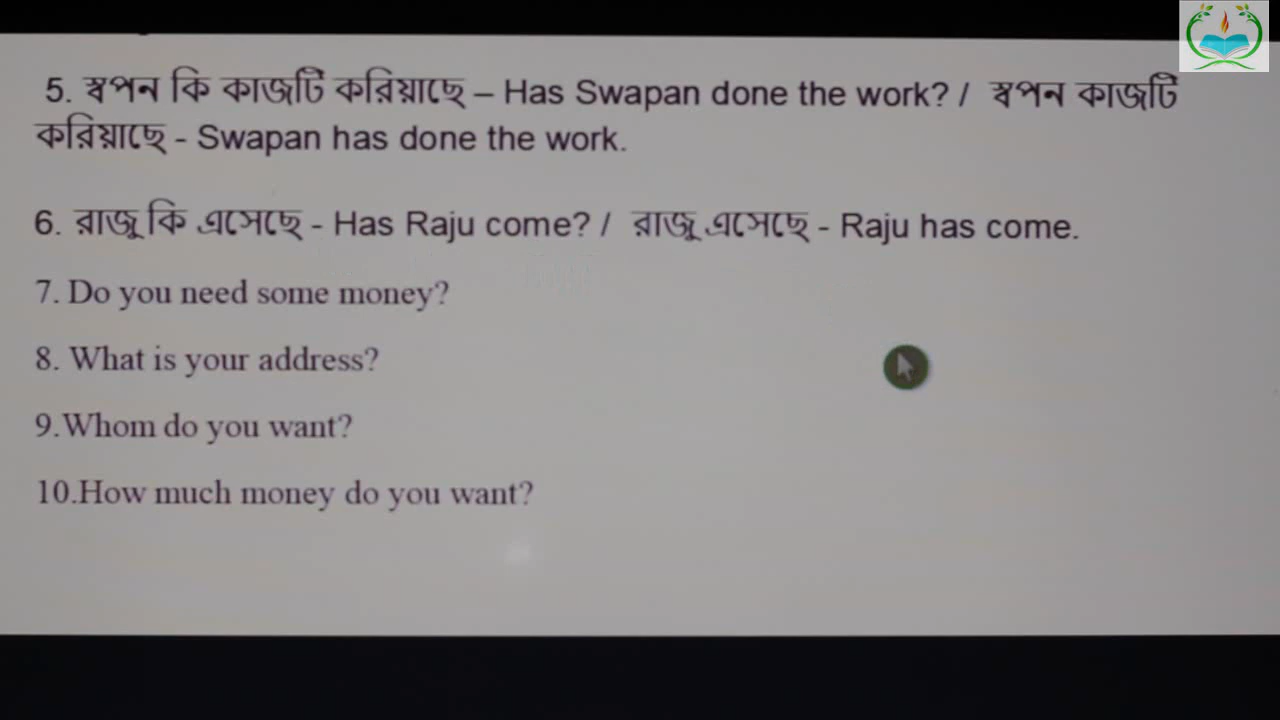 5. স্বপন কি কাজটি করিয়াছে – Has Swapan done the work? / স্বপন কাজটি
করিয়াছে - Swapan has done the work.
6. রাজু কি এসেছে - Has Raju come? / রাজু এসেছে - Raju has come.
7. Do you need some money?
8. What is your address?
9.Whom do you want?
10.How much money do you want?